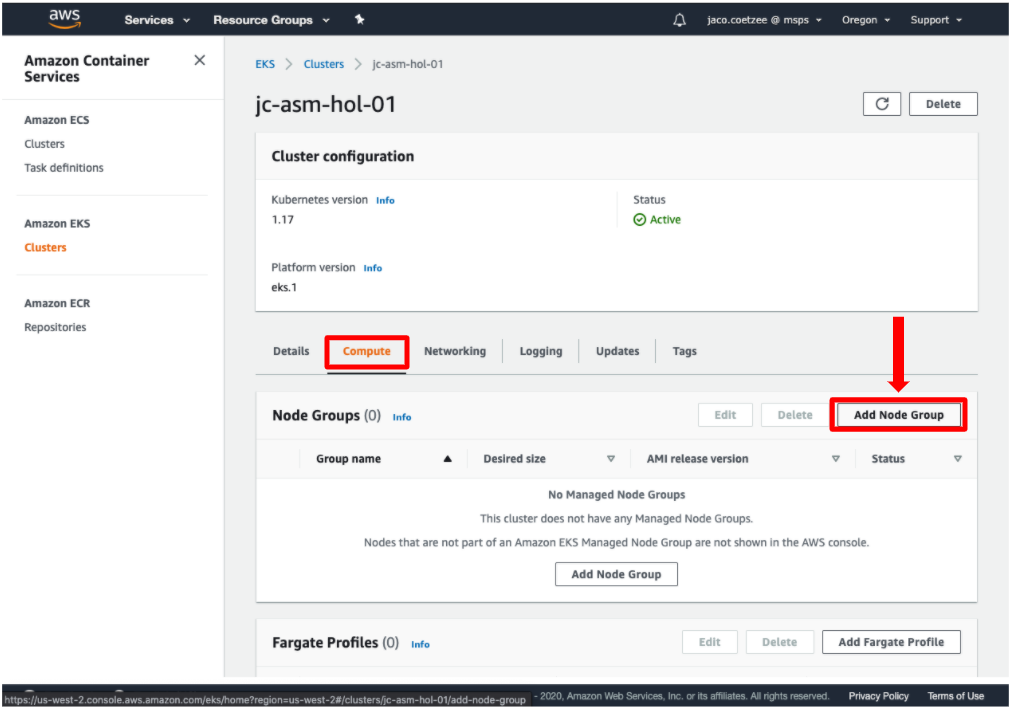 aws Services Resource Groups jaco.coetzee @ msps Oregon Support
Amazon Container Services
Amazon ECS
Clusters
Task definitions
Amazon EKS
Clusters
Amazon ECR
Repositories
EKS Clusters jc-asm-hol-01
jc-asm-hol-01 Delete
Cluster configuration
Kubernetes version Info
1.17
Status
Active
Platform version Info
eks.1
Details Compute Networking Logging Updates Tags
Node Groups (0) Info Edit Delete Add Node Group
Group name Desired size AMI release version Status
No Managed Node Groups
This cluster does not have any Managed Node Groups.
Nodes that are not part of an Amazon EKS Managed Node Group are not shown in the AWS console.
Add Node Group
Fargate Profiles (0) Info Edit Delete Add Fargate Profile
https://us-west-2.console.aws.amazon.com/eks/home?region=us-west-2#/clusters/jc-asm-hol-01/add-node-group - 2020, Amazon Web Services, Inc. or its affiliates. All rights reserved. Privacy Policy Terms of Use